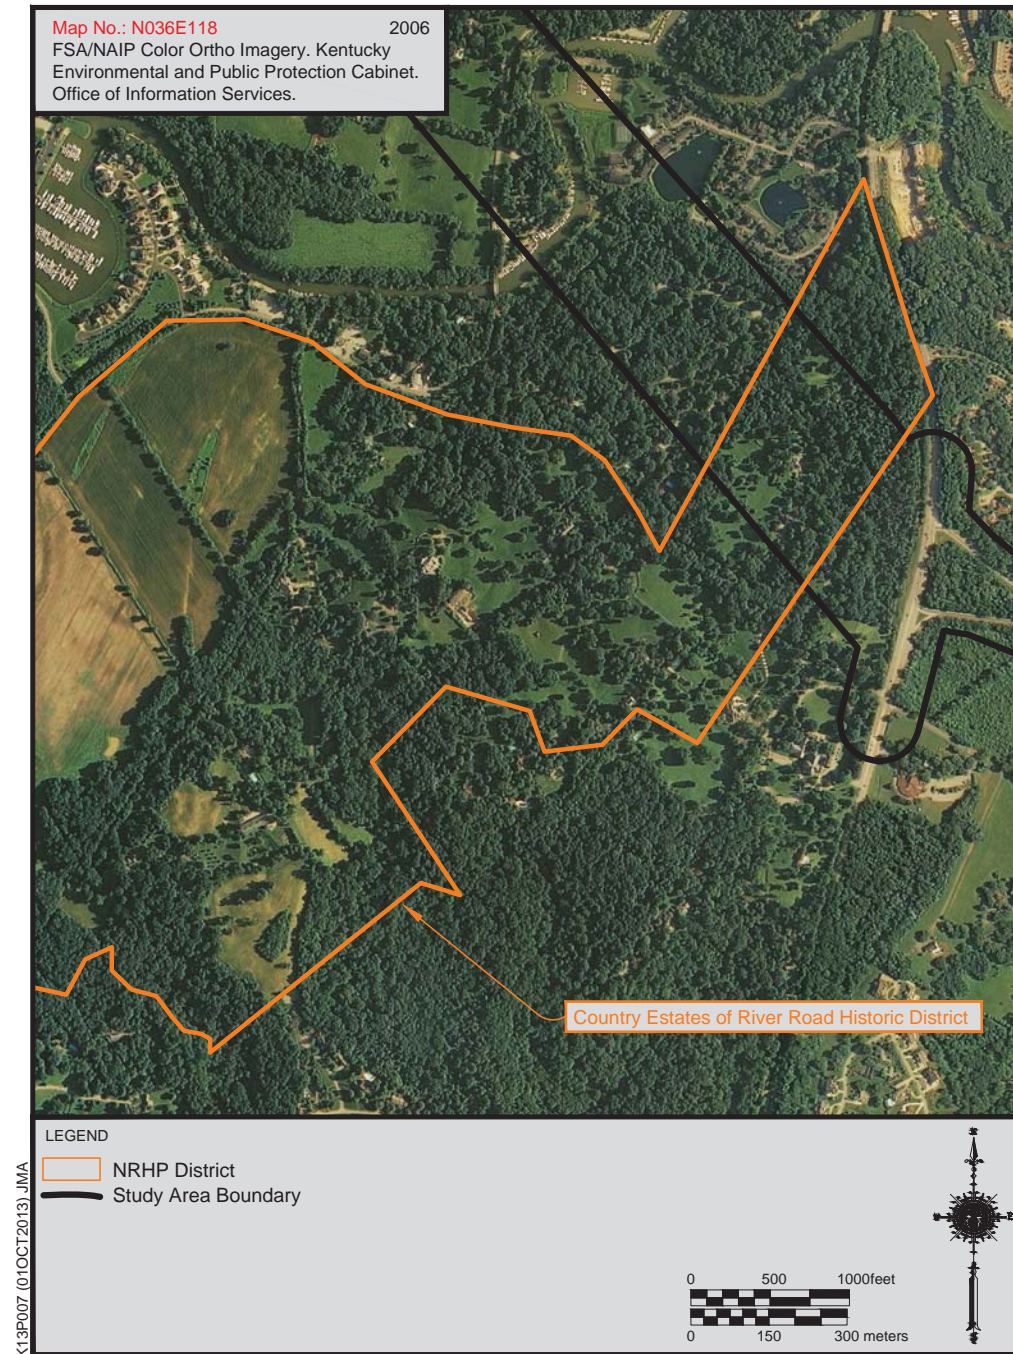 Map No.: N036E118 2006
FSA/NAIP Color Ortho Imagery. Kentucky
Environmental and Public Protection Cabinet.
Office of Information Services.
Country Estates of River Road Historic District
LEGEND
NRHP District
Study Area Boundary
0 500 1000feet
0 150 300 meters
K13P007 (01OCT2013) JMA